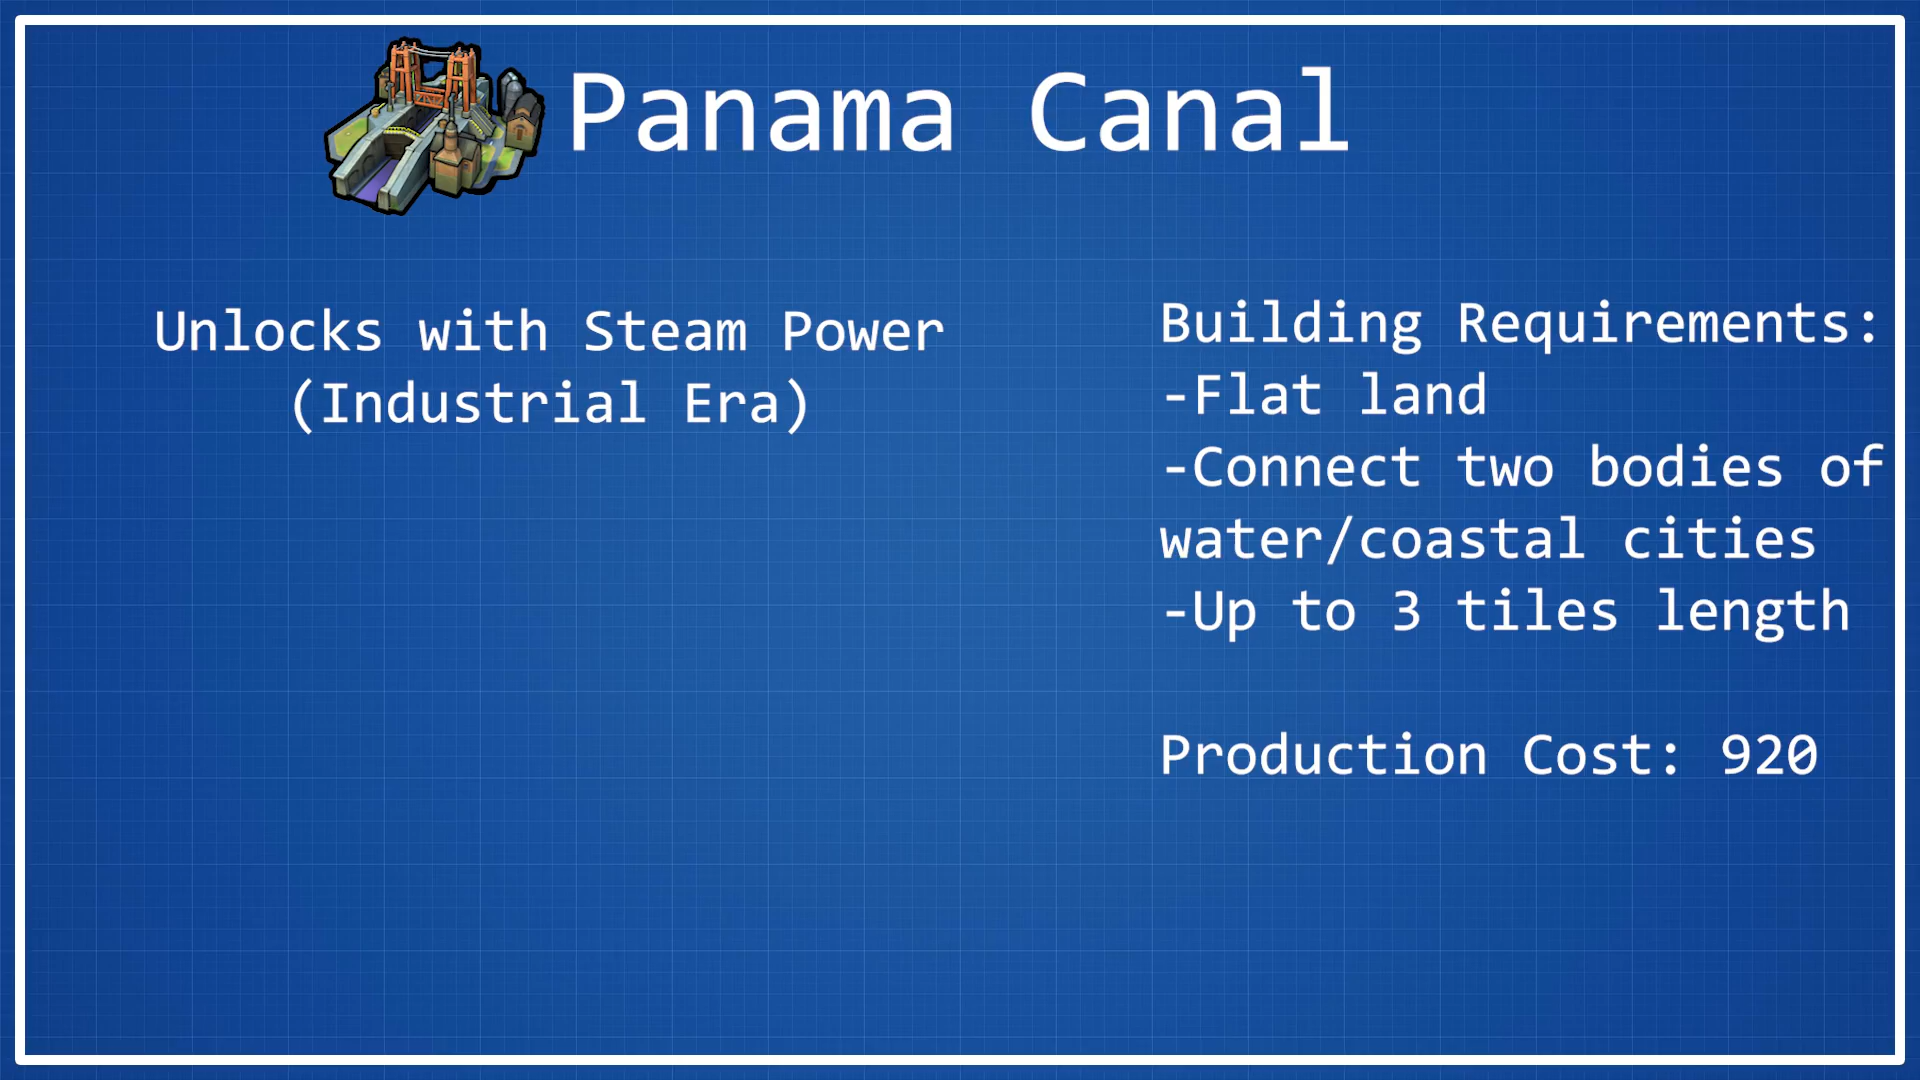 Panama Canal
Unlocks with Steam Power
(Industrial Era)
Building Requirements:
-Flat land
-Connect two bodies of
water/coastal cities
-Up to 3 tiles length
Production Cost: 920